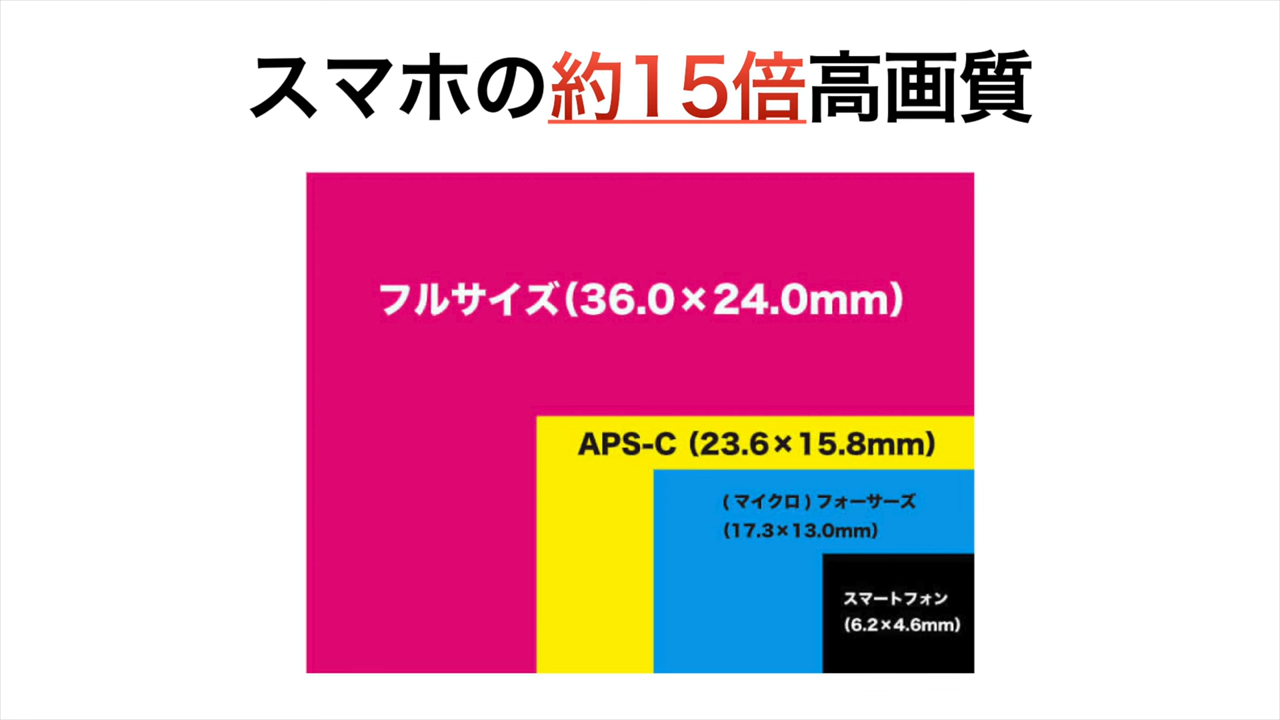 スマホの約15倍高画質
フルサイズ(36.0×24.0mm)
APS-C (23.6×15.8mm)
(マイクロ)フォーサーズ
(17.3×13.0mm)
スマートフォン
(6.2×4.6mm)